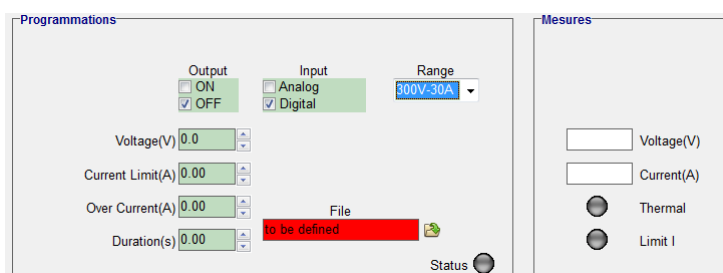 Programmations
Output Input Range
ON Analog
300V-30A
OFF Digital
Voltage(V) 0.0
Current Limit(A) 0.00
Over Current(A) 0.00
File
to be defined
Duration(s) 0.00
Status
Mesures
Voltage(V)
Current(A)
Thermal
Limit I